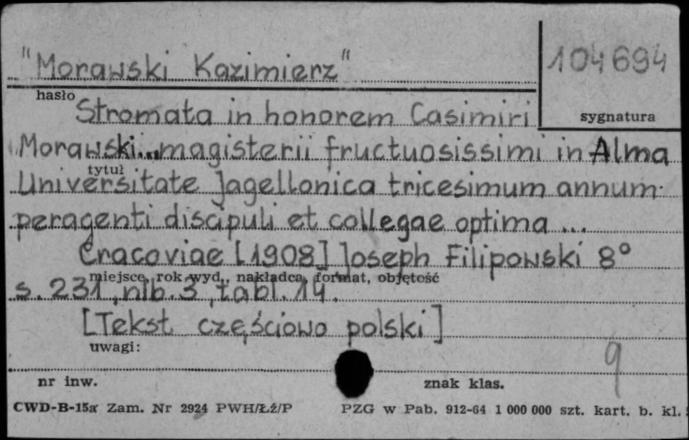 "Morawski Kazimierz"
104694
hasło
sygnatura
Stromata in honorem Casimiri
Morawski... magisterii fructuosissimi in Alma
tytuł
Universitate Jagellonica tricesimum annum
peragenti discipuli et collegae optima ...
Cracoviae [1908] Joseph Filipowski 8°
miejsce, rok wyd., nakładca, format, objętość
s. 231, nlb. 3, tabl. 14.
[Tekst częściowo polski]
uwagi:
9
nr inw.
znak klas.
CWD-B-15a Zam. Nr 2924 PWH/Łź/P PZG w Pab. 912-64 1 000 000 szt. kart. b. kl.